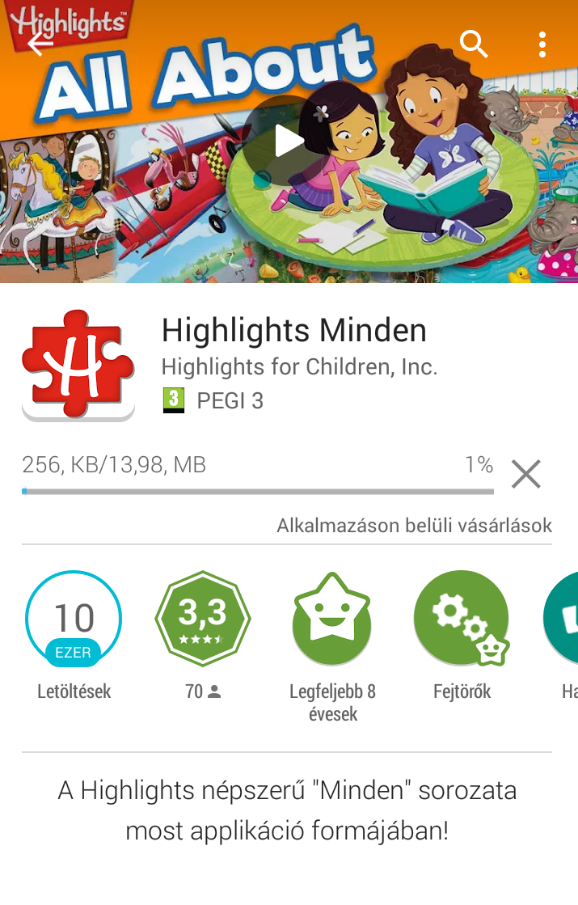 Highlights™
All About
H
Highlights Minden
Highlights for Children, Inc.
3 PEGI 3
256, KB/13,98, MB 1%
Alkalmazáson belüli vásárlások
10
EZER
3,3
Letöltések
70
Legfeljebb 8
évesek
Fejtörők
Ha
A Highlights népszerű "Minden" sorozata
most applikáció formájában!